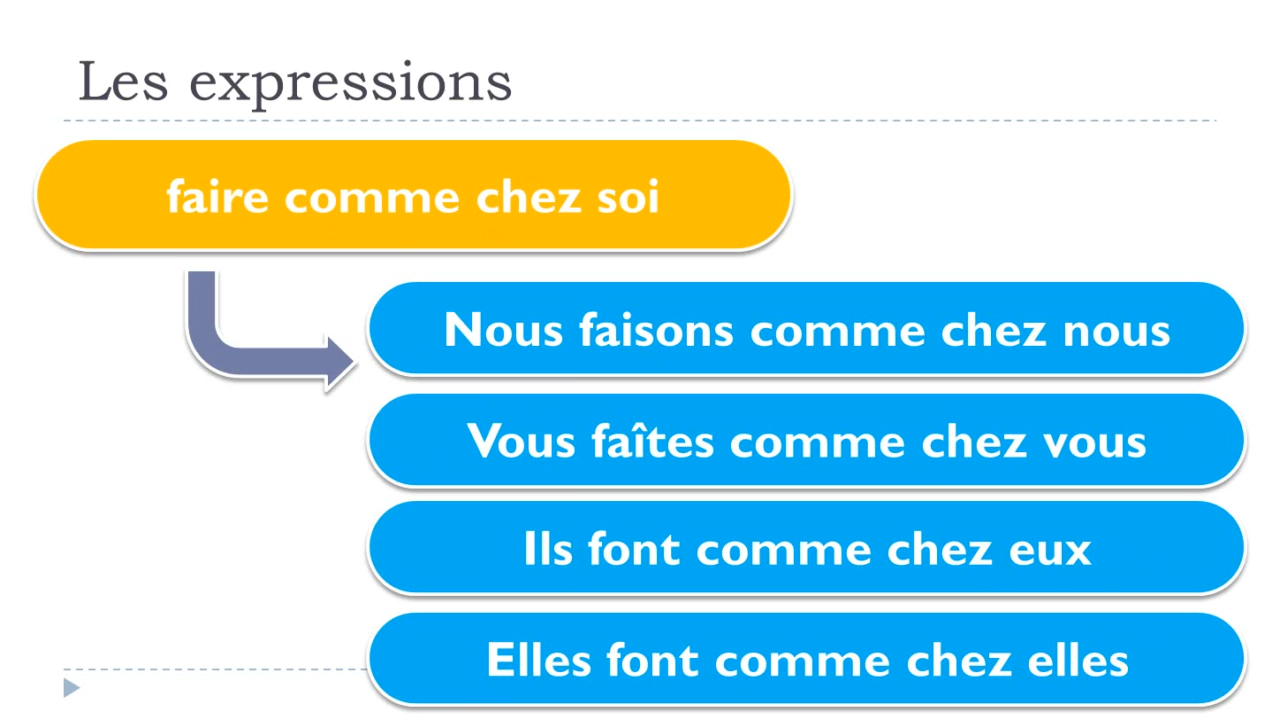 Les expressions
faire comme chez soi
Nous faisons comme chez nous
Vous faîtes comme chez vous
Ils font comme chez eux
Elles font comme chez elles